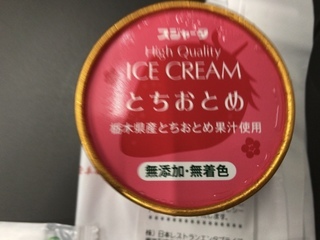 スジャータ
High Quality
ICE CREAM
とちおとめ
栃木県産とちおとめ果汁使用
無添加・無着色